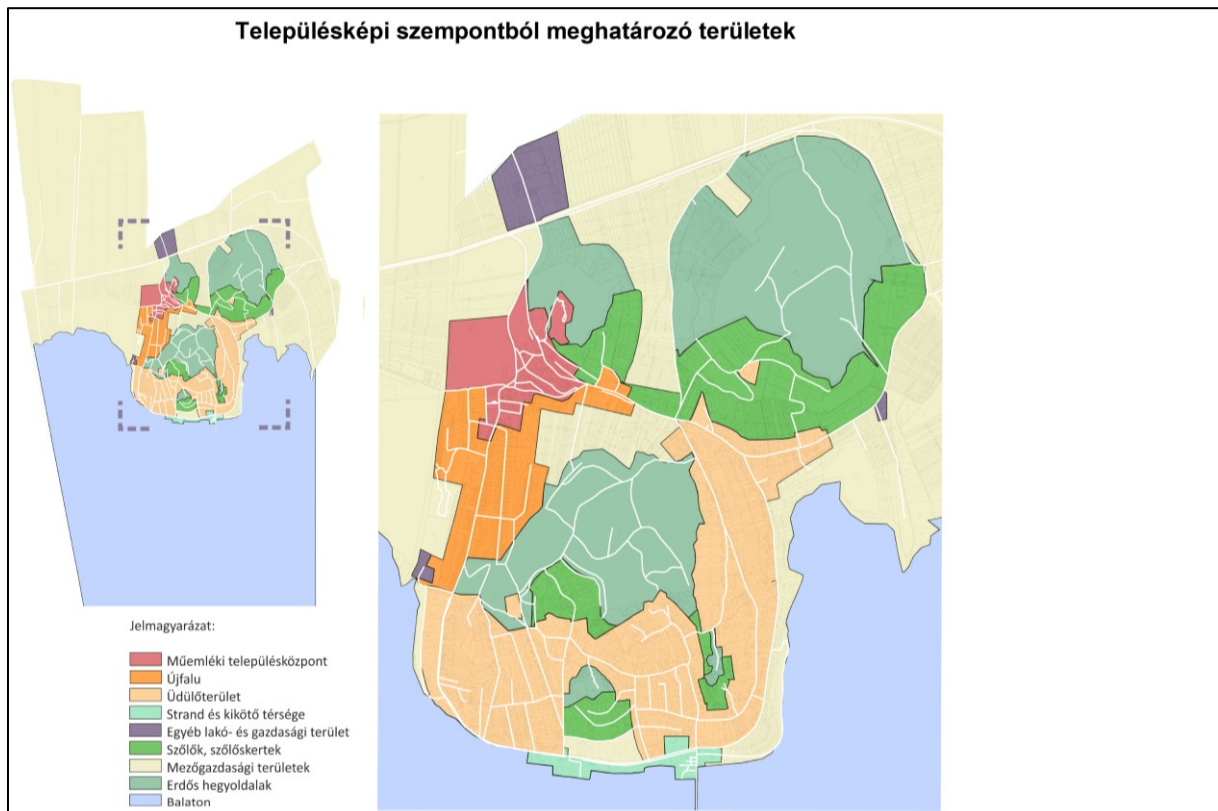 Településképi szempontból meghatározó területek
Jelmagyarázat:
Műemléki településközpont
Újfalu
Üdülőterület
Strand és kikötő térsége
Egyéb lakó- és gazdasági terület
Szőlők, szőlőskertek
Mezőgazdasági területek
Erdős hegyoldalak
Balaton